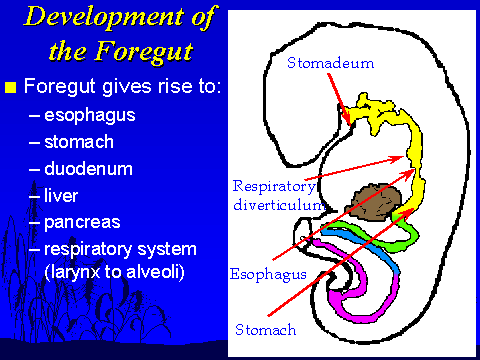 Development of
the Foregut
Foregut gives rise to:
– esophagus
– stomach
– duodenum
– liver
– pancreas
– respiratory system
(larynx to alveoli)
Stomadeum
Respiratory
diverticulum
Esophagus
Stomach